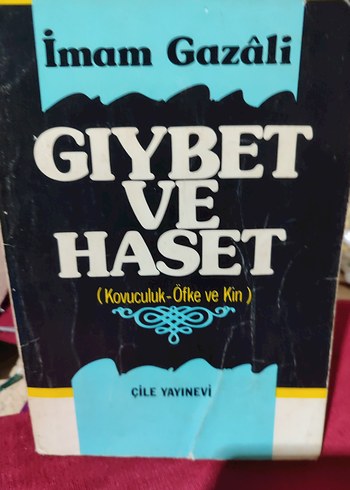 İmam Gazâli
GIYBET
VE
HASET
(Kovuculuk-Öfke ve Kin)
ÇİLE YAYINEVİ